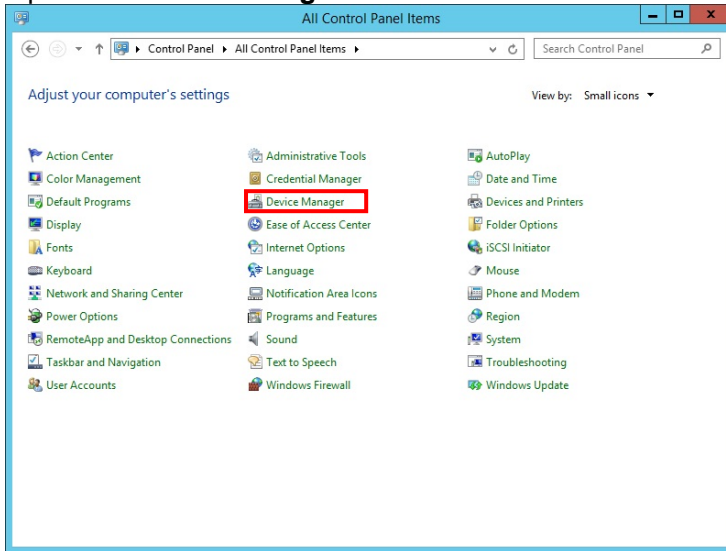 All Control Panel Items
Control Panel All Control Panel Items Search Control Panel
Adjust your computer's settings View by: Small icons
Action Center Administrative Tools AutoPlay
Color Management Credential Manager Date and Time
Default Programs Device Manager Devices and Printers
Display Ease of Access Center Folder Options
Fonts Internet Options iSCSI Initiator
Keyboard Language Mouse
Network and Sharing Center Notification Area Icons Phone and Modem
Power Options Programs and Features Region
RemoteApp and Desktop Connections Sound System
Taskbar and Navigation Text to Speech Troubleshooting
User Accounts Windows Firewall Windows Update